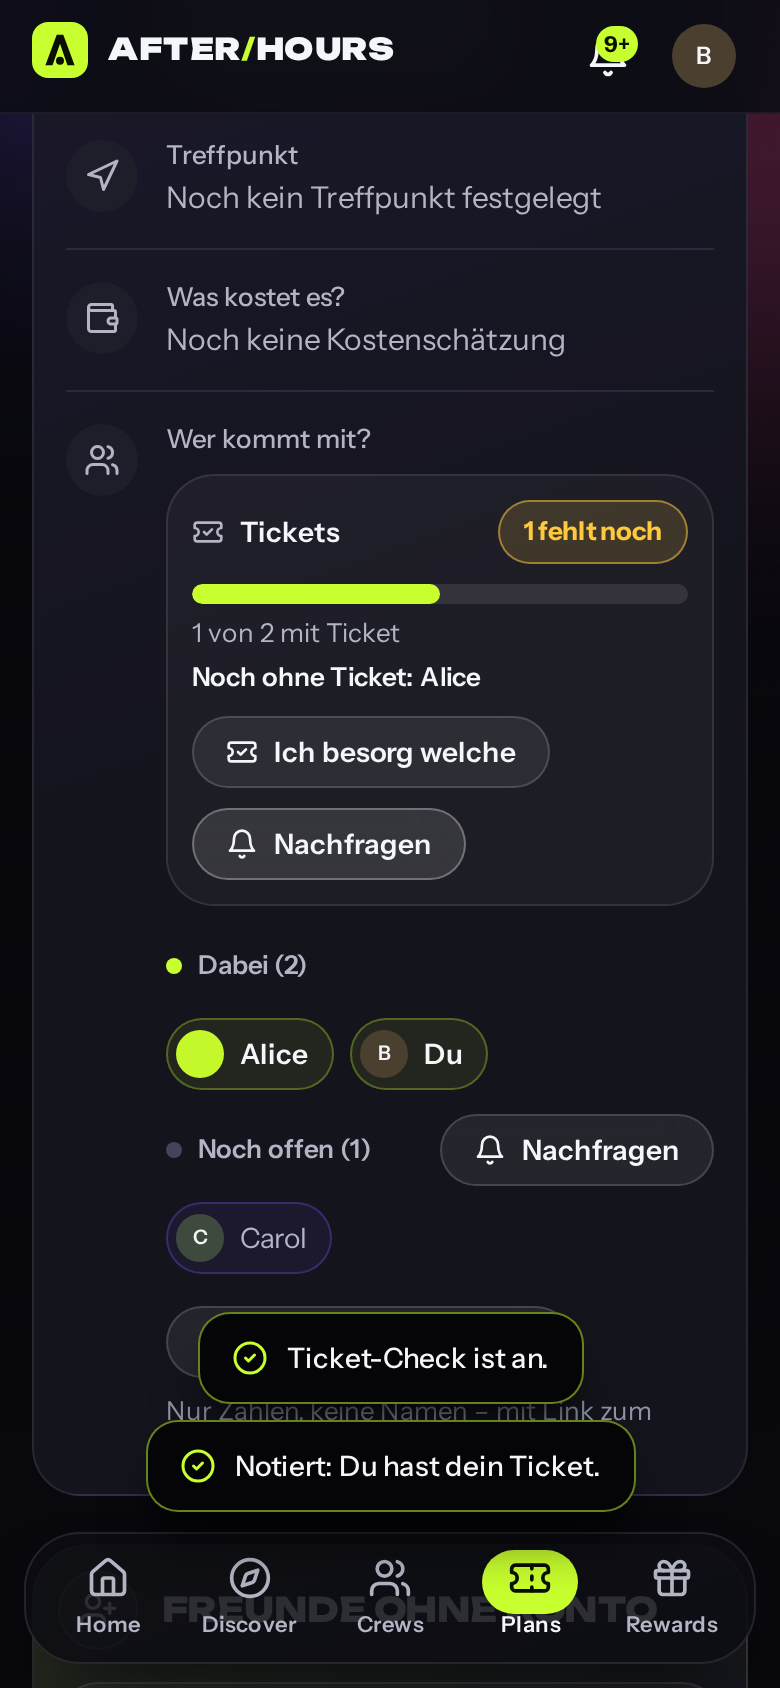 AFTER/HOURS
9+
B
Treffpunkt
Noch kein Treffpunkt festgelegt
Was kostet es?
Noch keine Kostenschätzung
Wer kommt mit?
Tickets
1 fehlt noch
1 von 2 mit Ticket
Noch ohne Ticket: Alice
Ich besorg welche
Nachfragen
Dabei (2)
Alice
B
Du
Noch offen (1)
Nachfragen
C
Carol
Ticket-Check ist an.
Nur Zahlen, keine Namen – mit Link zum
Notiert: Du hast dein Ticket.
FREUNDE OHNE KONTO
Home
Discover
Crews
Plans
Rewards